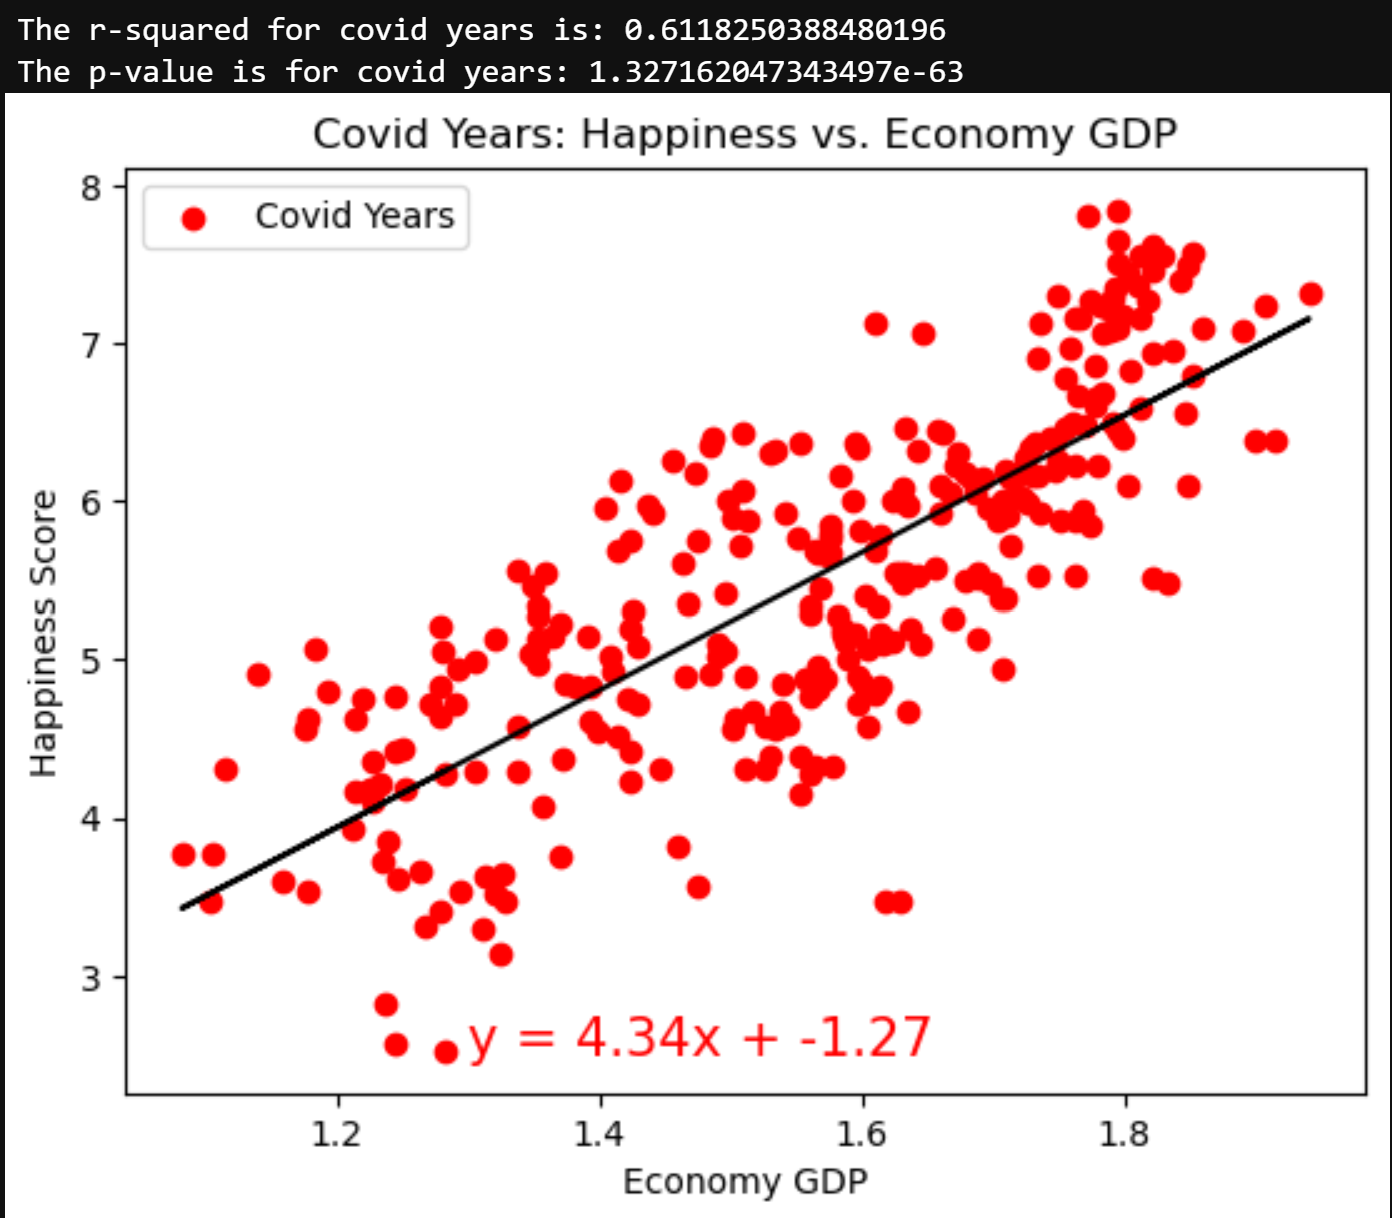 The r-squared for covid years is: 0.6118250388480196
The p-value is for covid years: 1.327162047343497e-63
Covid Years: Happiness vs. Economy GDP
Covid Years
8
7
6
5
4
3
Happiness Score
y = 4.34x + -1.27
1.2 1.4 1.6 1.8
Economy GDP